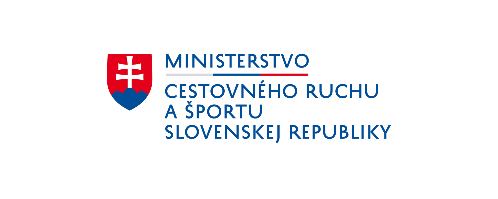 MINISTERSTVO
CESTOVNÉHO RUCHU
A ŠPORTU
SLOVENSKEJ REPUBLIKY